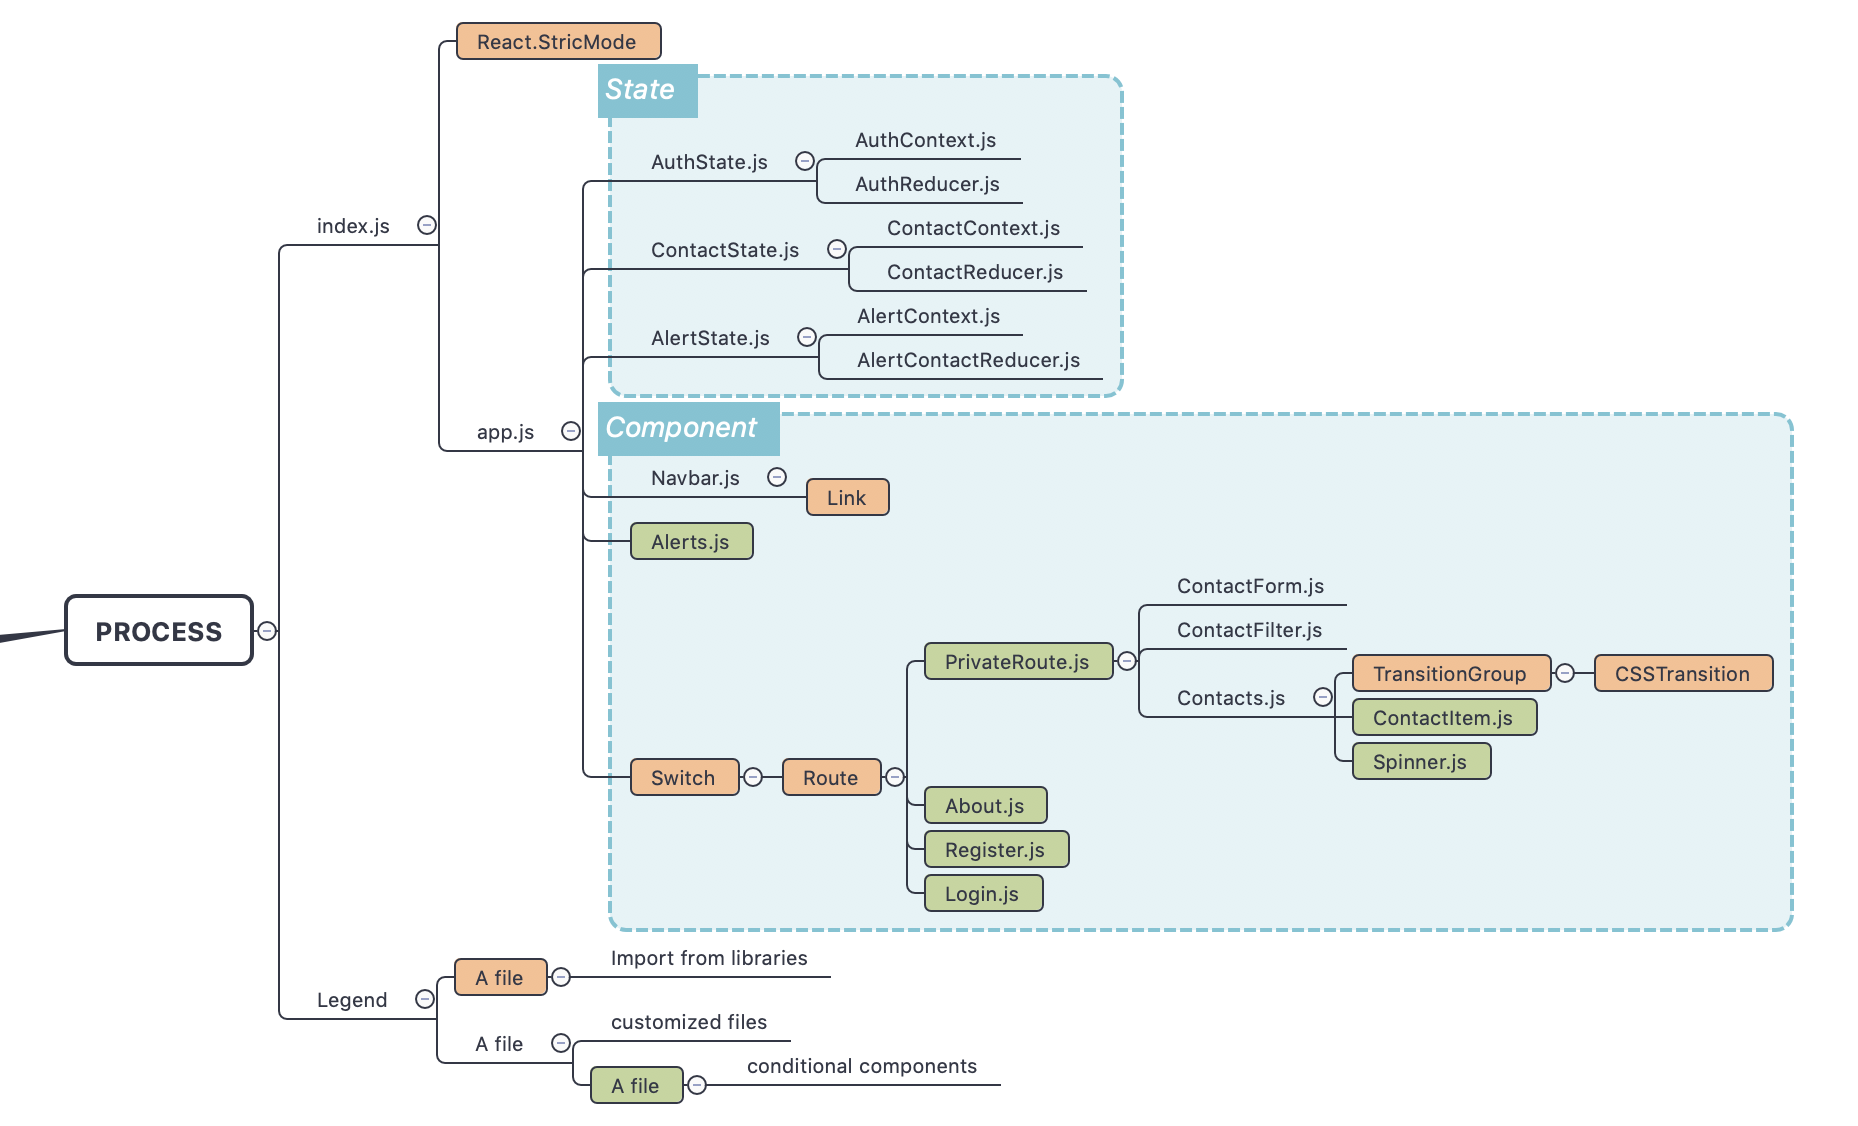 React.StricMode
State
AuthContext.js
AuthState.js
AuthReducer.js
index.js
ContactContext.js
ContactState.js
ContactReducer.js
AlertContext.js
AlertState.js
AlertContactReducer.js
app.js
Component
Navbar.js
Link
Alerts.js
ContactForm.js
PROCESS
ContactFilter.js
PrivateRoute.js
TransitionGroup
CSSTransition
Contacts.js
ContactItem.js
Spinner.js
Switch
Route
About.js
Register.js
Login.js
Import from libraries
A file
Legend
customized files
A file
conditional components
A file